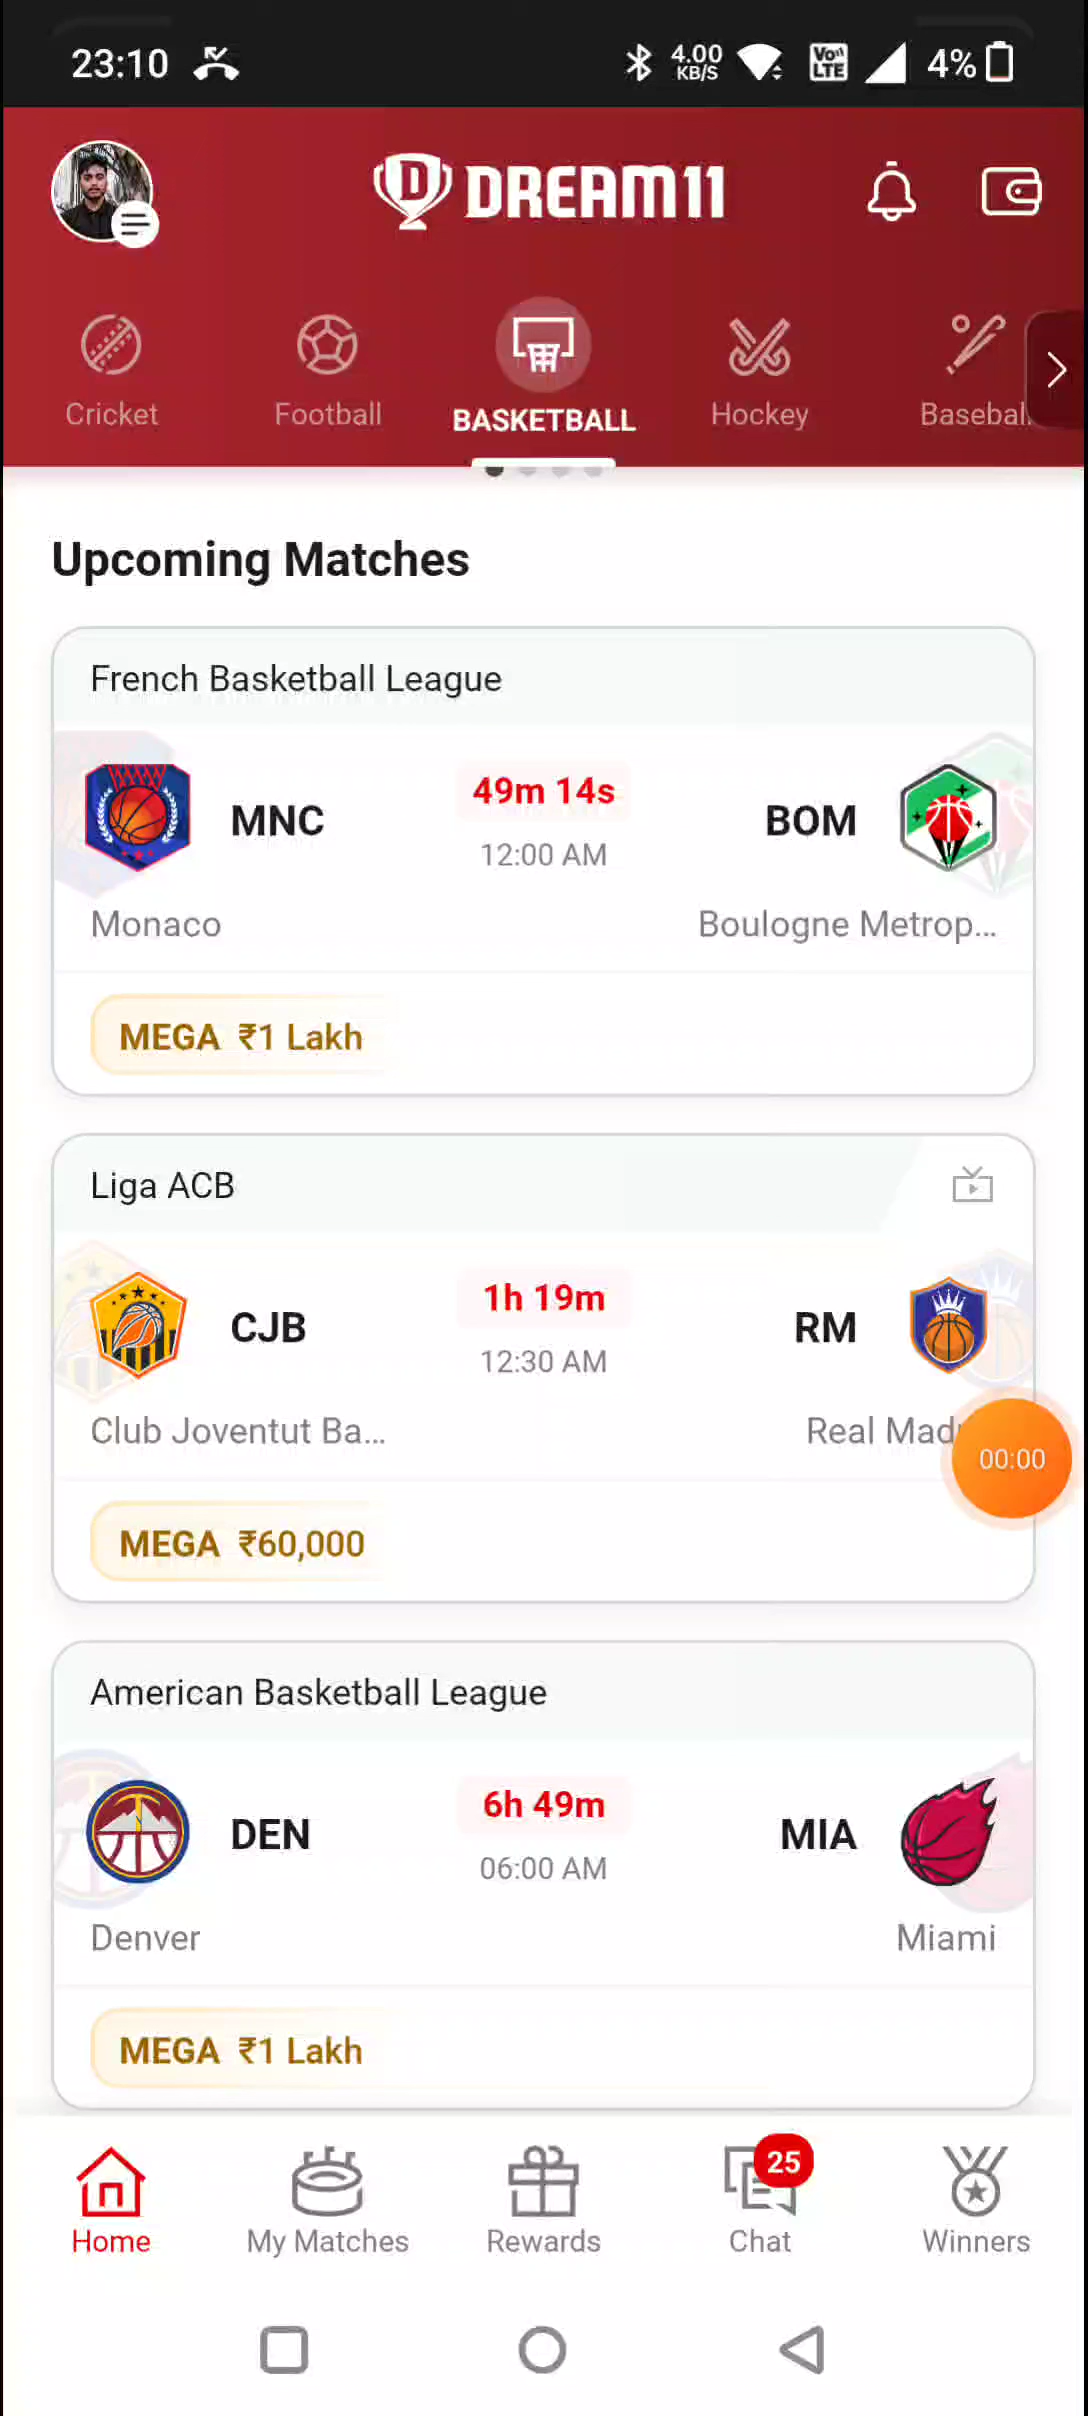 23:10 4.00 KB/S Vo LTE 4%
DREAM11
Cricket Football BASKETBALL Hockey Basebal
Upcoming Matches
French Basketball League
MNC 49m 14s BOM
12:00 AM
Monaco Boulogne Metrop...
MEGA ₹1 Lakh
Liga ACB
CJB 1h 19m RM
12:30 AM
Club Joventut Ba... Real Mad
00:00
MEGA ₹60,000
American Basketball League
DEN 6h 49m MIA
06:00 AM
Denver Miami
MEGA ₹1 Lakh
25
Home My Matches Rewards Chat Winners